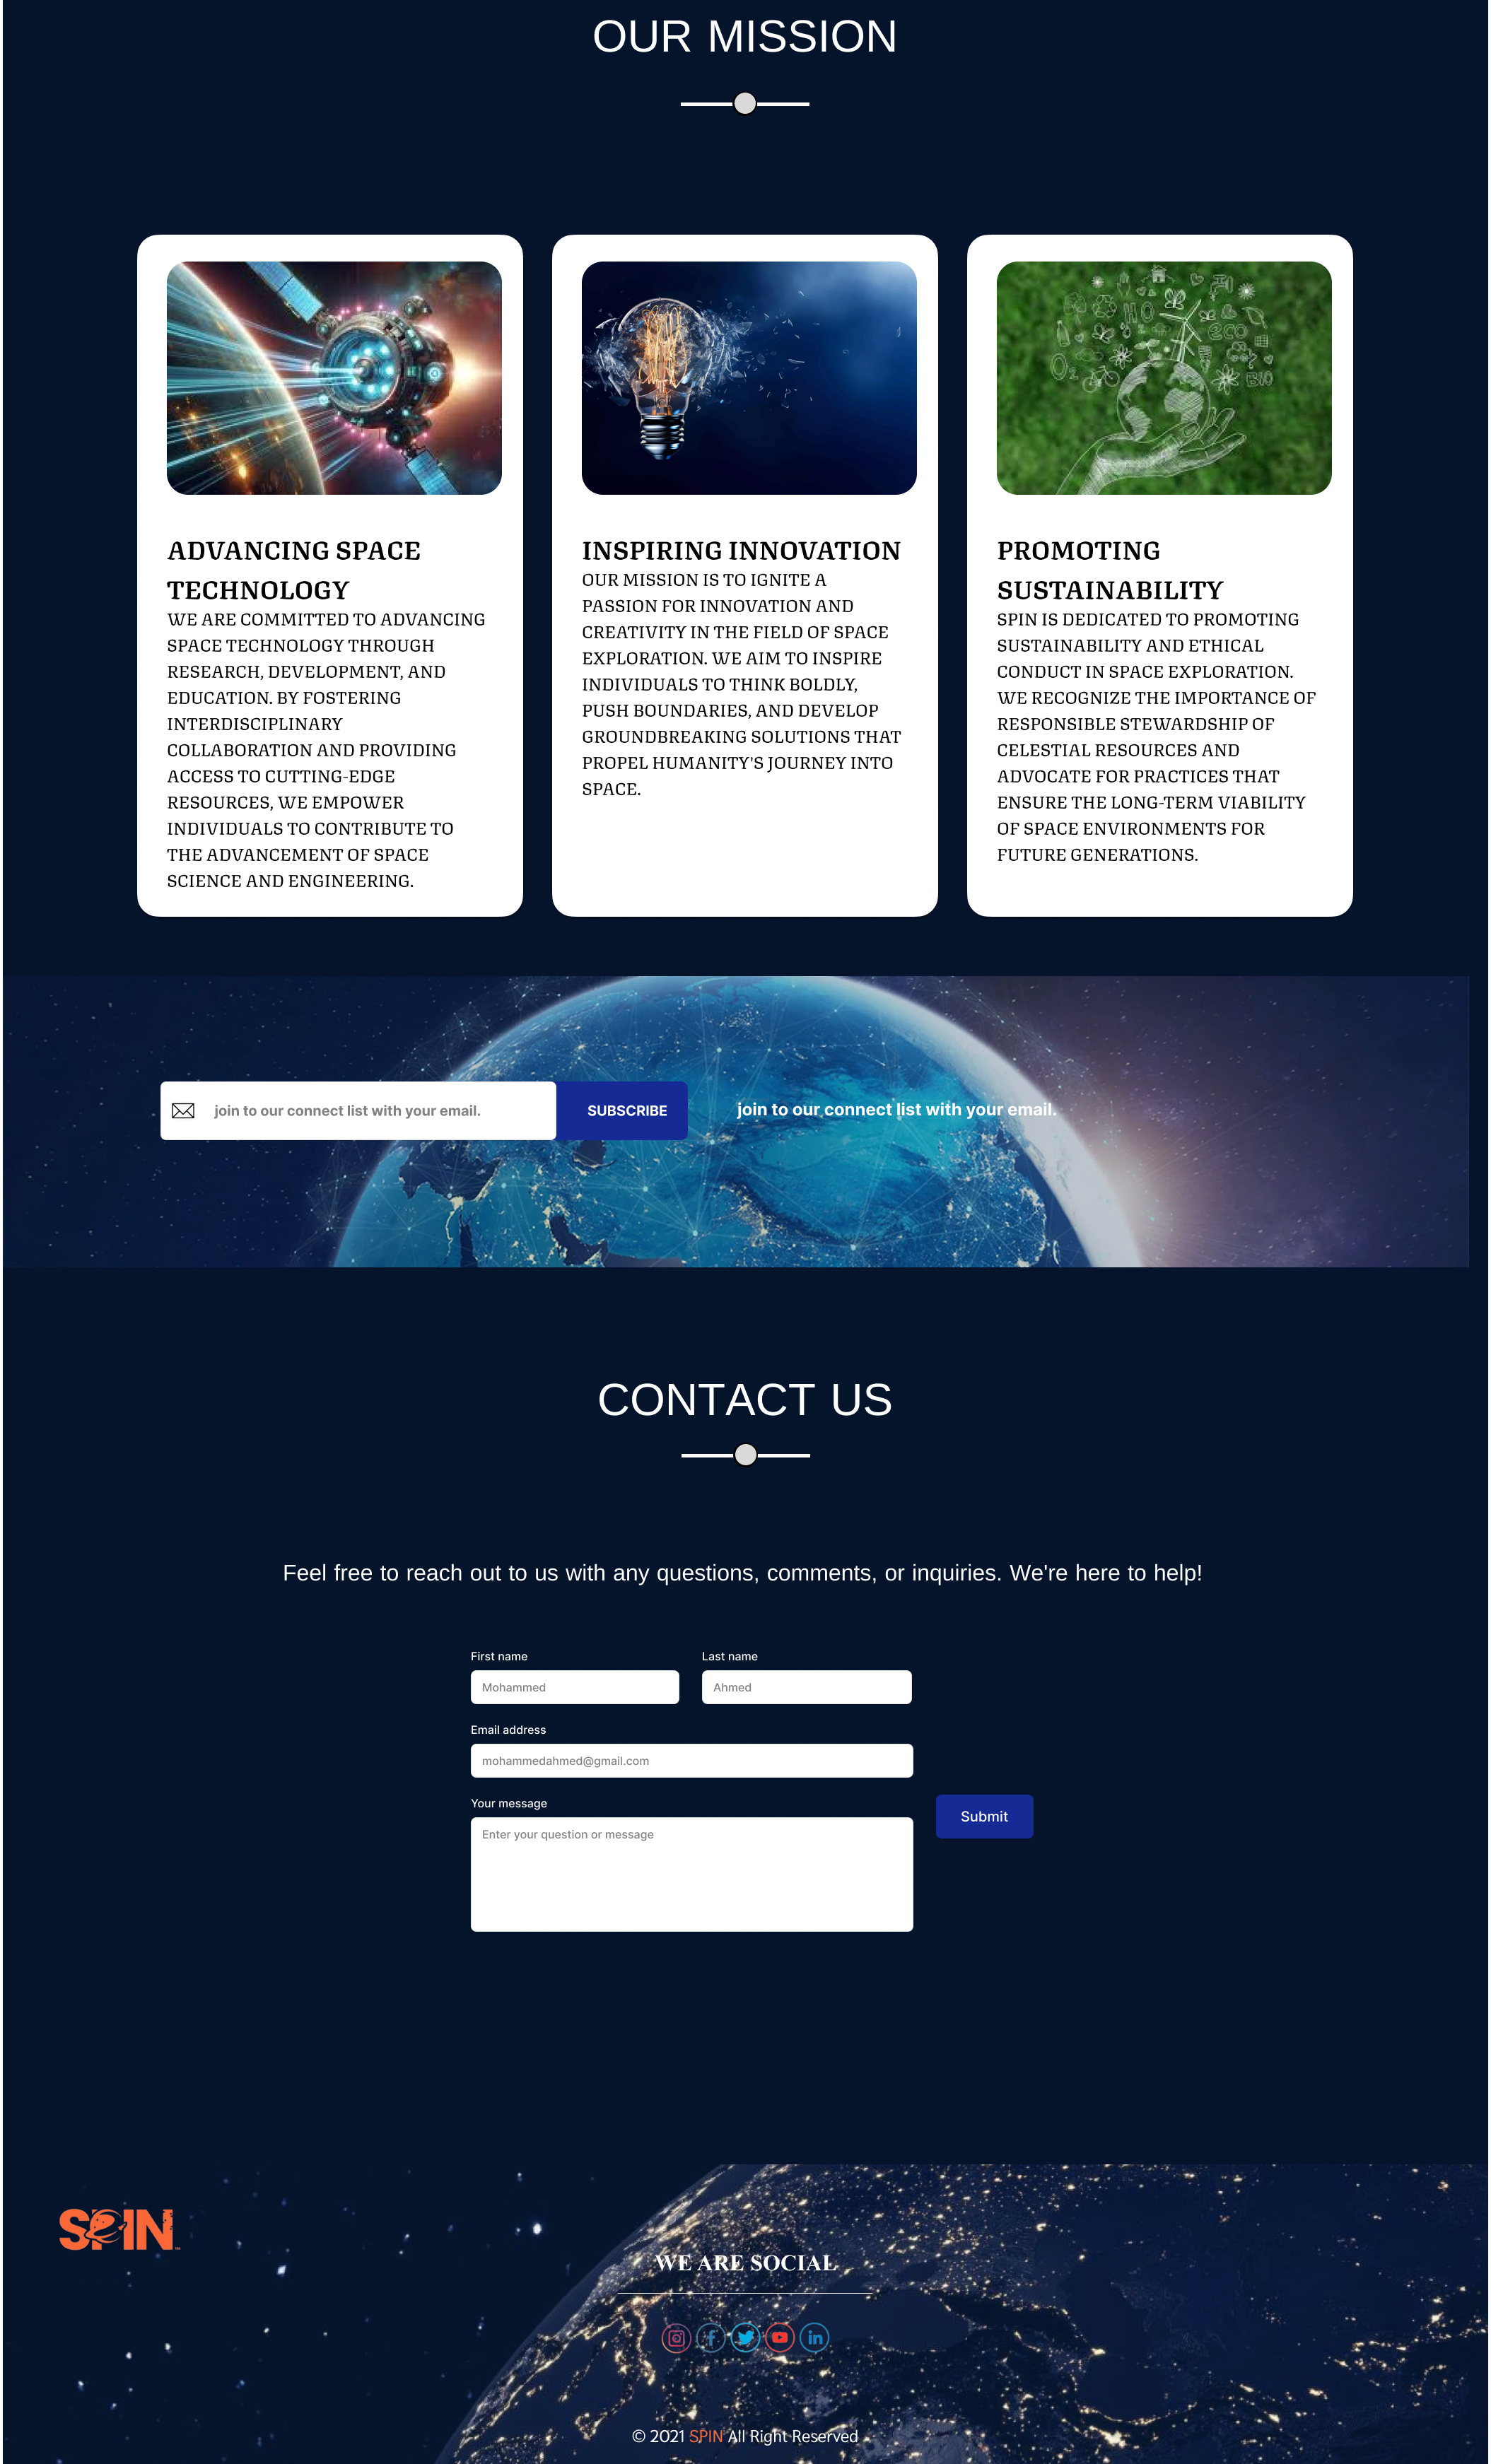 OUR MISSION
HO
eco
O2
BIO
ADVANCING SPACE
TECHNOLOGY
WE ARE COMMITTED TO ADVANCING
SPACE TECHNOLOGY THROUGH
RESEARCH, DEVELOPMENT, AND
EDUCATION. BY FOSTERING
INTERDISCIPLINARY
COLLABORATION AND PROVIDING
ACCESS TO CUTTING-EDGE
RESOURCES, WE EMPOWER
INDIVIDUALS TO CONTRIBUTE TO
THE ADVANCEMENT OF SPACE
SCIENCE AND ENGINEERING.
INSPIRING INNOVATION
OUR MISSION IS TO IGNITE A
PASSION FOR INNOVATION AND
CREATIVITY IN THE FIELD OF SPACE
EXPLORATION. WE AIM TO INSPIRE
INDIVIDUALS TO THINK BOLDLY,
PUSH BOUNDARIES, AND DEVELOP
GROUNDBREAKING SOLUTIONS THAT
PROPEL HUMANITY'S JOURNEY INTO
SPACE.
PROMOTING
SUSTAINABILITY
SPIN IS DEDICATED TO PROMOTING
SUSTAINABILITY AND ETHICAL
CONDUCT IN SPACE EXPLORATION.
WE RECOGNIZE THE IMPORTANCE OF
RESPONSIBLE STEWARDSHIP OF
CELESTIAL RESOURCES AND
ADVOCATE FOR PRACTICES THAT
ENSURE THE LONG-TERM VIABILITY
OF SPACE ENVIRONMENTS FOR
FUTURE GENERATIONS.
join to our connect list with your email.
SUBSCRIBE
join to our connect list with your email.
CONTACT US
Feel free to reach out to us with any questions, comments, or inquiries. We're here to help!
First name
Last name
Mohammed
Ahmed
Email address
mohammedahmed@gmail.com
Your message
Enter your question or message
Submit
SPIN
WE ARE SOCIAL
© 2021 SPIN All Right Reserved